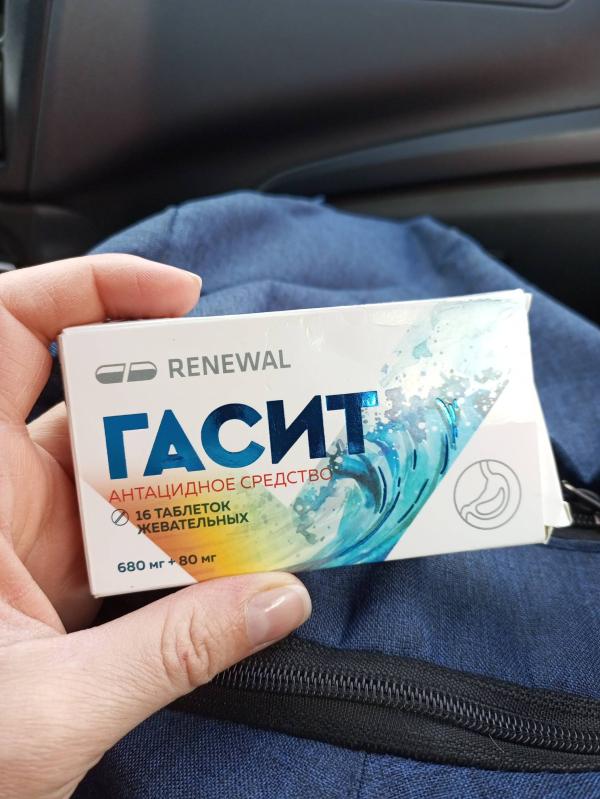 RENEWAL
ГАСИТ
АНТАЦИДНОЕ СРЕДСТВО
16 ТАБЛЕТОК
ЖЕВАТЕЛЬНЫХ
680 мг + 80 мг